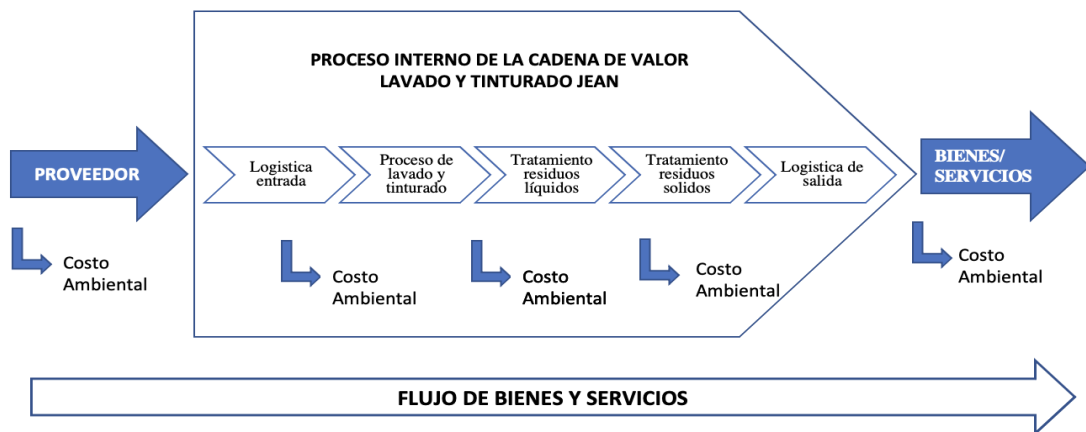 PROCESO INTERNO DE LA CADENA DE VALOR
LAVADO Y TINTURADO JEAN
PROVEEDOR
Logistica
entrada
Proceso de
lavado y
tinturado
Tratamiento
residuos
líquidos
Tratamiento
residuos
solidos
Logistica de
salida
BIENES/
SERVICIOS
Costo
Ambiental
Costo
Ambiental
Costo
Ambiental
Costo
Ambiental
Costo
Ambiental
FLUJO DE BIENES Y SERVICIOS